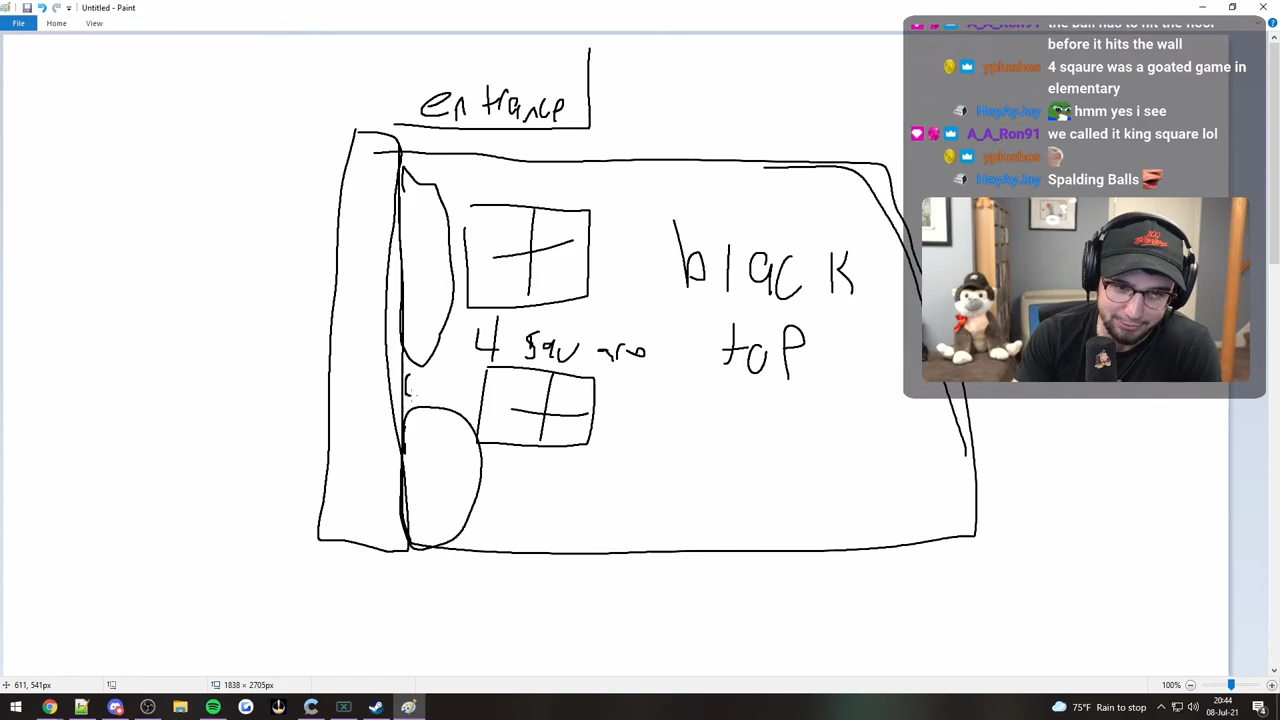 Untitled - Paint
File
Home
View
entrance
4 square
black
top
A_A_Ron91 the ball has to hit the floor
before it hits the wall
yplushes 4 sqaure was a goated game in
elementary
HeyAyJay hmm yes i see
A_A_Ron91 we called it king square lol
yplushes
HeyAyJay Spalding Balls
611, 541px
1838 × 2705px
100%
75°F Rain to stop
20:44
08-Jul-21